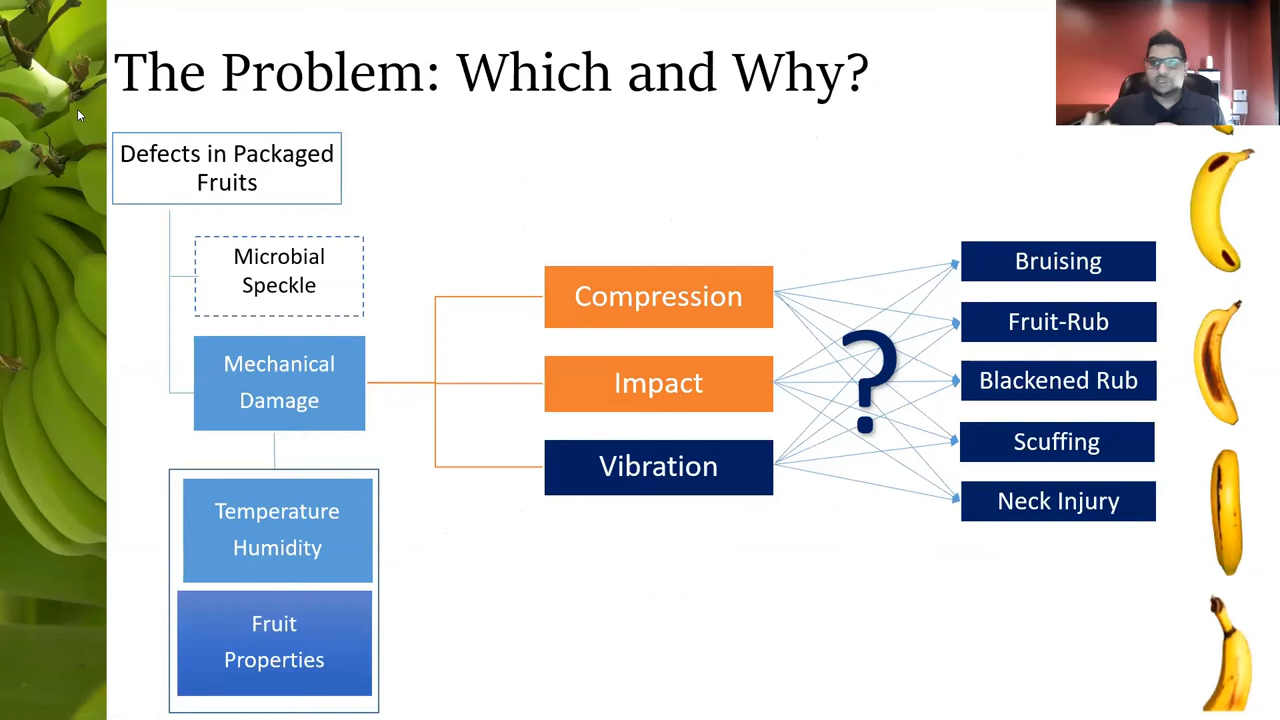 The Problem: Which and Why?
Defects in Packaged
Fruits
Microbial
Speckle
Mechanical
Damage
Temperature
Humidity
Fruit
Properties
Compression
Impact
Vibration
?
Bruising
Fruit-Rub
Blackened Rub
Scuffing
Neck Injury